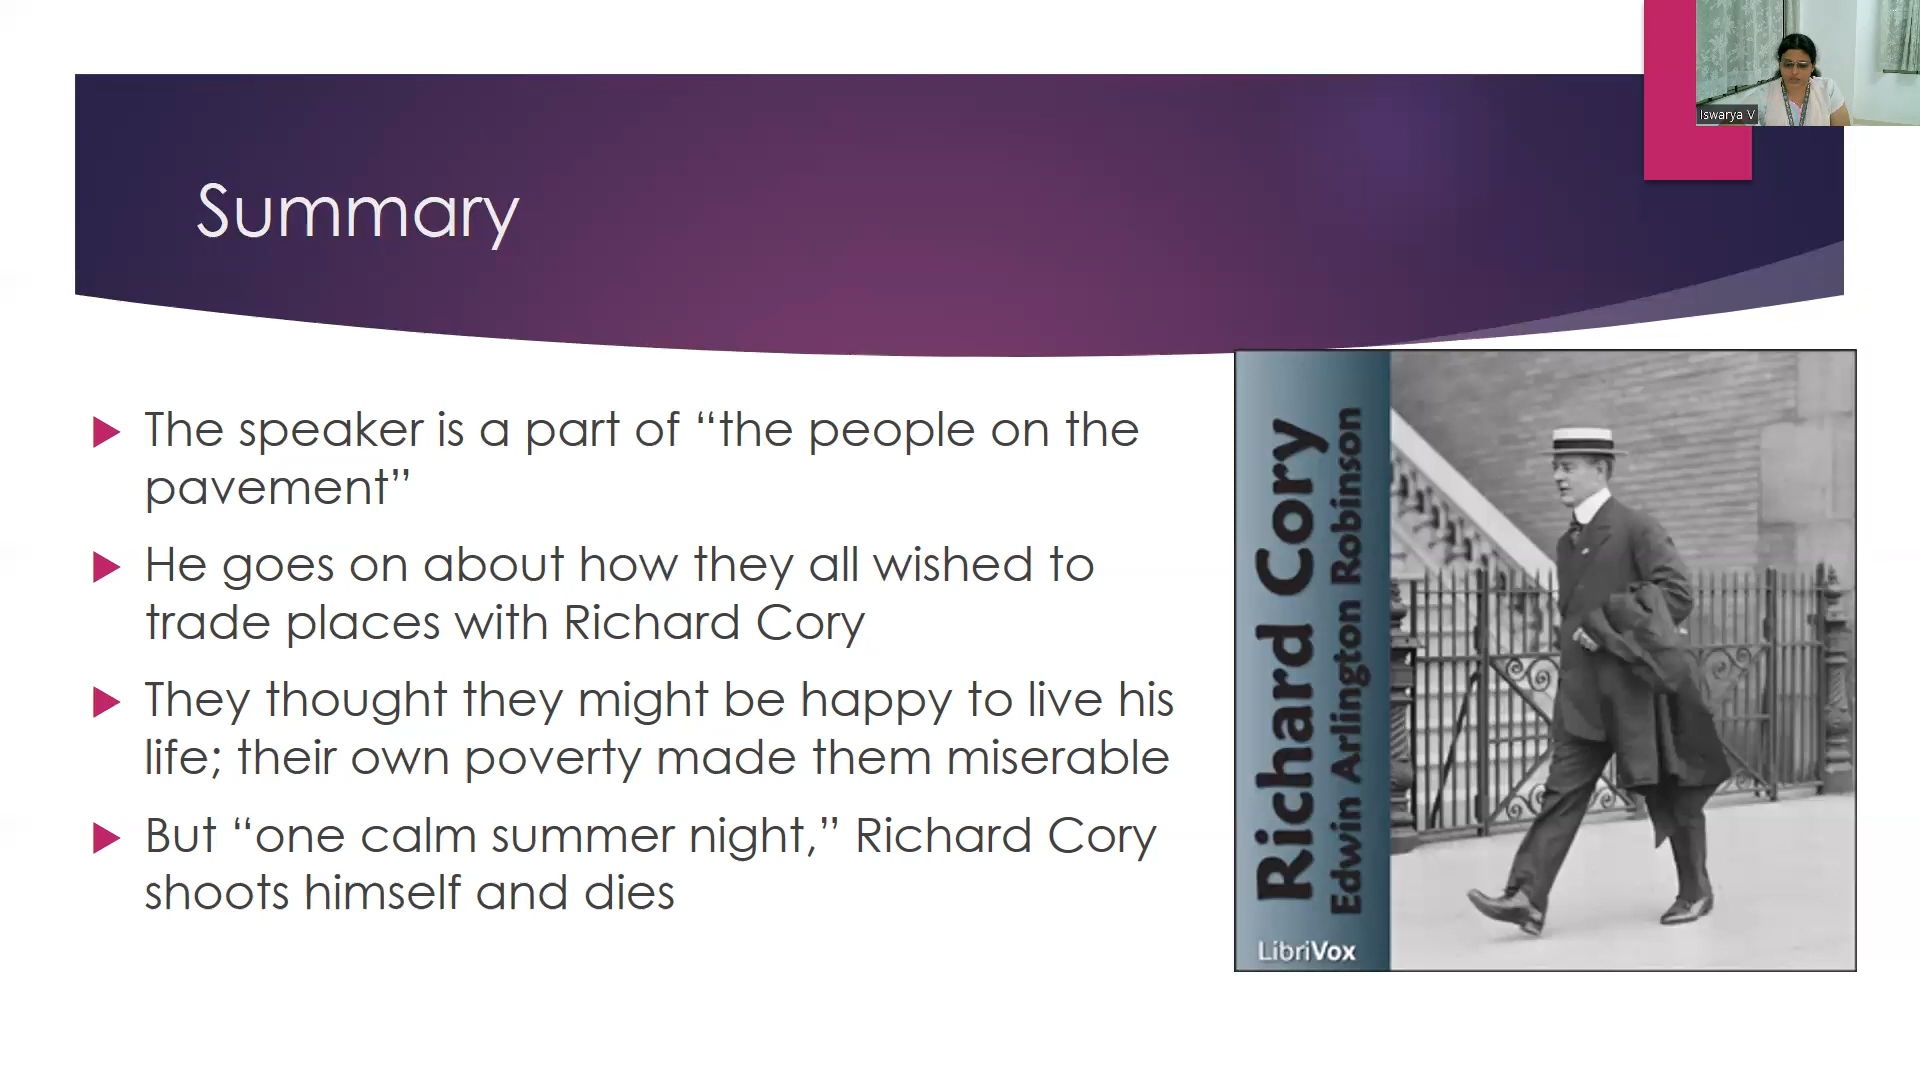 Iswarya V
Summary
The speaker is a part of “the people on the
pavement”
He goes on about how they all wished to
trade places with Richard Cory
They thought they might be happy to live his
life; their own poverty made them miserable
But “one calm summer night,” Richard Cory
shoots himself and dies
Richard Cory
Edwin Arlington Robinson
LibriVox